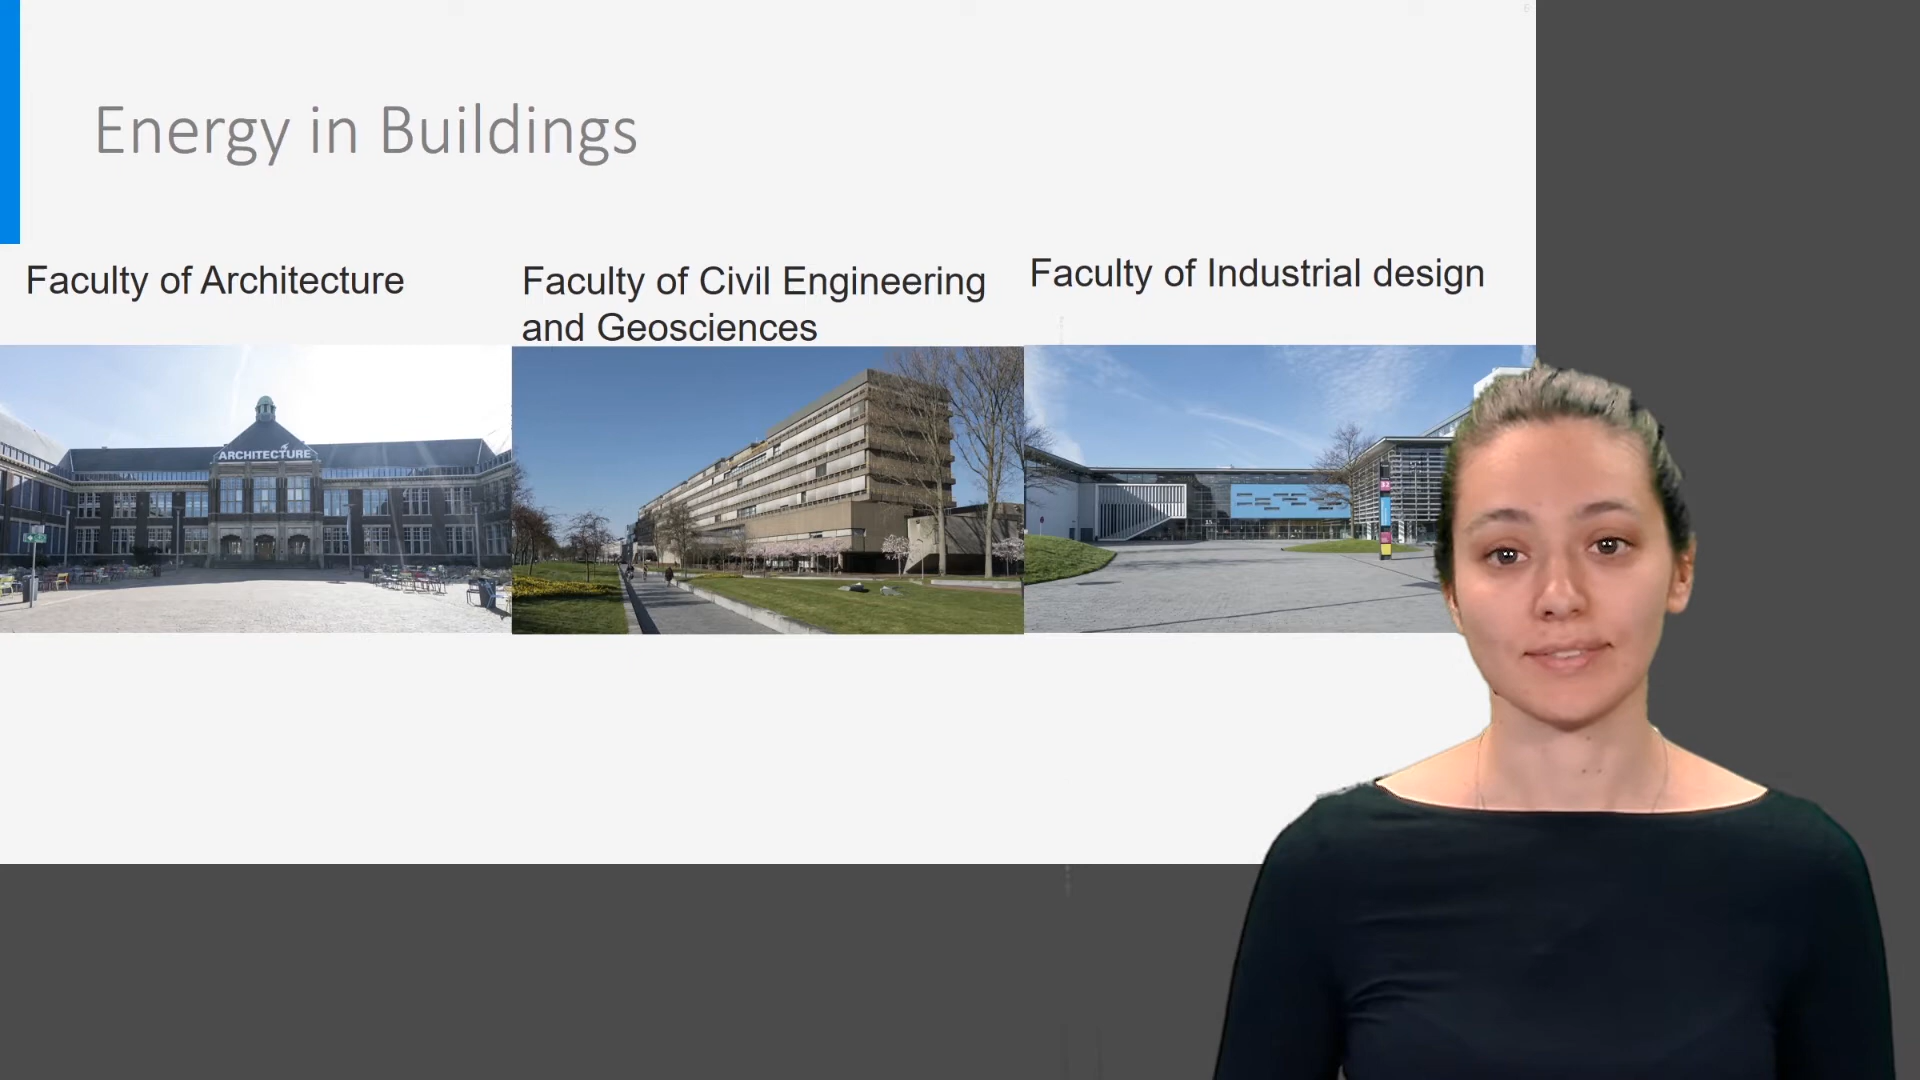 Energy in Buildings
Faculty of Architecture
Faculty of Civil Engineering
and Geosciences
Faculty of Industrial design
ARCHITECTURE